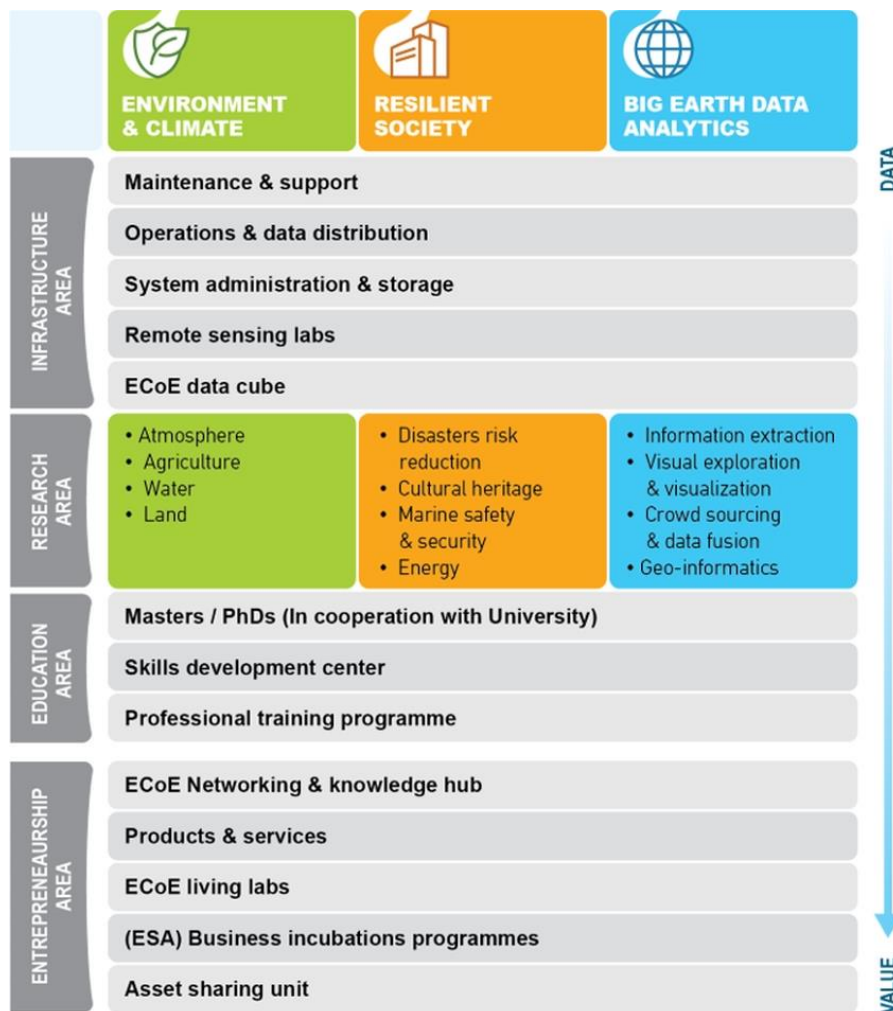 ENVIRONMENT
& CLIMATE
RESILIENT
SOCIETY
BIG EARTH DATA
ANALYTICS
DATA
INFRASTRUCTURE
AREA
Maintenance & support
Operations & data distribution
System administration & storage
Remote sensing labs
ECoE data cube
RESEARCH
AREA
• Atmosphere
• Agriculture
• Water
• Land
• Disasters risk
reduction
• Cultural heritage
• Marine safety
& security
• Energy
• Information extraction
• Visual exploration
& visualization
• Crowd sourcing
& data fusion
• Geo-informatics
EDUCATION
AREA
Masters / PhDs (In cooperation with University)
Skills development center
Professional training programme
ENTREPRENEAURSHIP
AREA
ECoE Networking & knowledge hub
Products & services
ECoE living labs
(ESA) Business incubations programmes
Asset sharing unit
VALUE